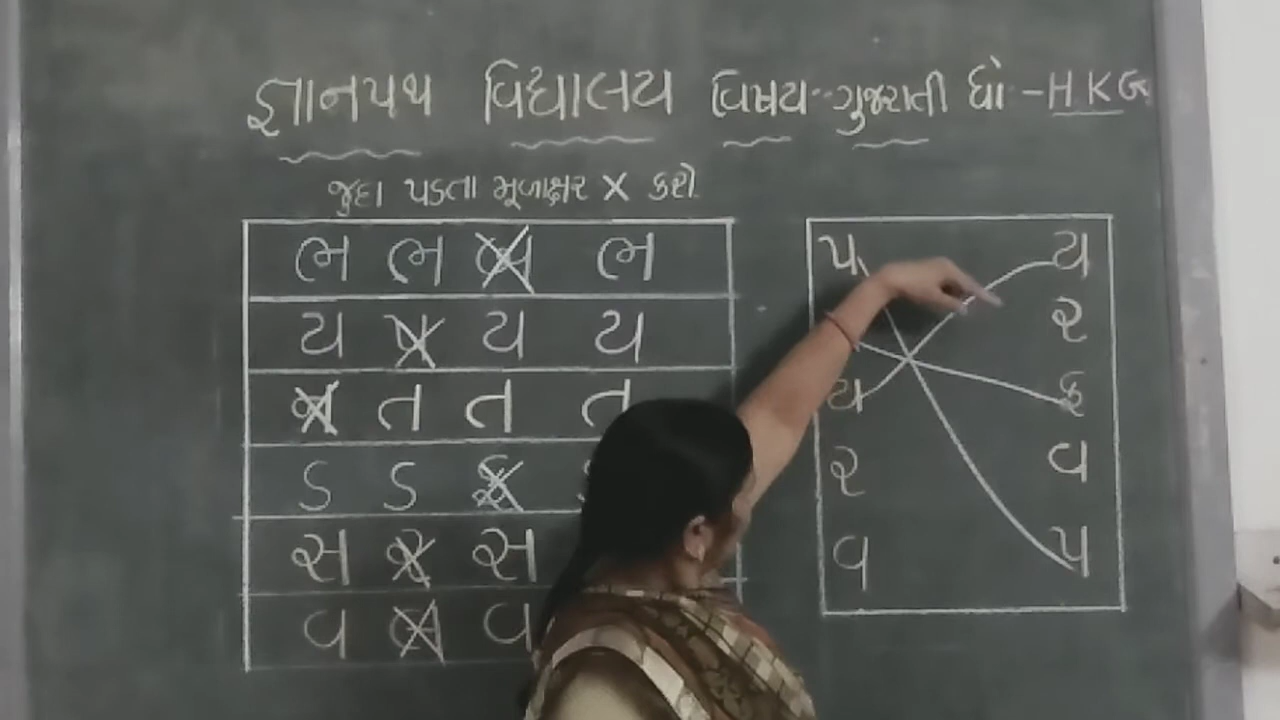 જ્ઞાનપથ વિદ્યાલય વિષય-ગુજરાતી ધો - HKG
જુદા પડતા મૂળાક્ષર X કરો.
ભ ભ ભ
ય પ ય ય
ત ત ત
ડ ડ ક
સ ર સ
વ વ
પ ય
ર
ય ક
ર વ
વ પ